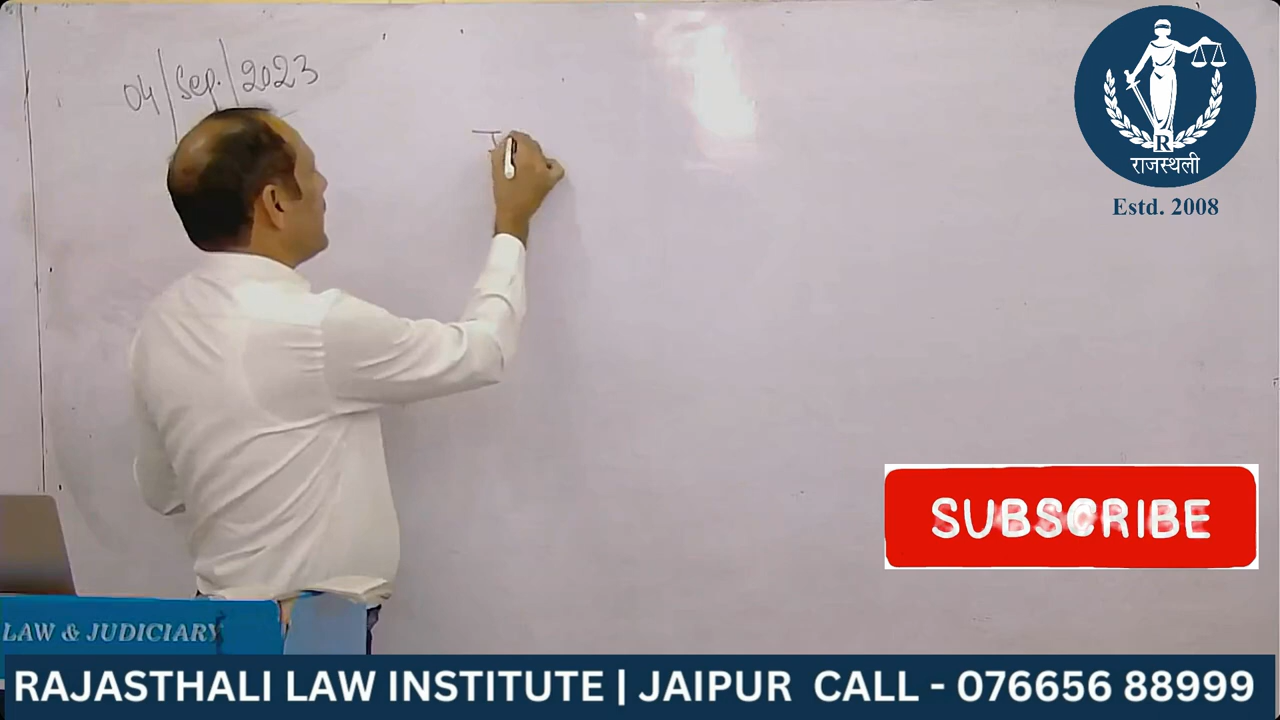 04/Sep./2023
R
राजस्थली
Estd. 2008
SUBSCRIBE
LAW & JUDICIARY
RAJASTHALI LAW INSTITUTE | JAIPUR CALL - 076656 88999